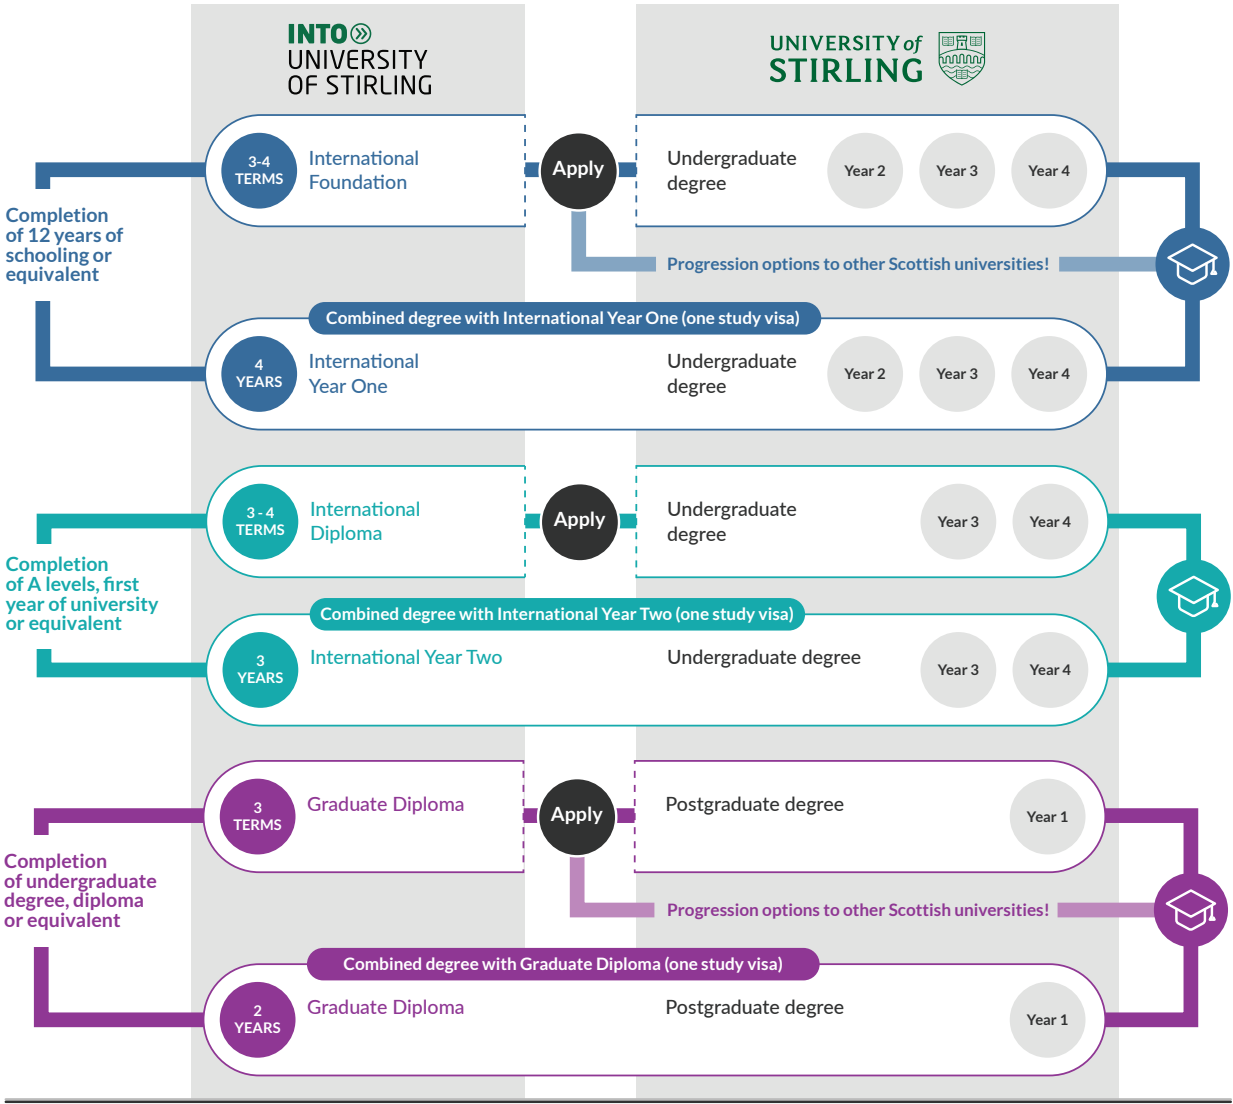 INTO
UNIVERSITY
OF STIRLING
UNIVERSITY of
STIRLING
Completion
of 12 years of
schooling or
equivalent
3-4
TERMS
International
Foundation
Apply
Undergraduate
degree
Year 2
Year 3
Year 4
Progression options to other Scottish universities!
Combined degree with International Year One (one study visa)
4
YEARS
International
Year One
Undergraduate
degree
Year 2
Year 3
Year 4
Completion
of A levels, first
year of university
or equivalent
3 - 4
TERMS
International
Diploma
Apply
Undergraduate
degree
Year 3
Year 4
Combined degree with International Year Two (one study visa)
3
YEARS
International Year Two
Undergraduate degree
Year 3
Year 4
Completion
of undergraduate
degree, diploma
or equivalent
3
TERMS
Graduate Diploma
Apply
Postgraduate degree
Year 1
Progression options to other Scottish universities!
Combined degree with Graduate Diploma (one study visa)
2
YEARS
Graduate Diploma
Postgraduate degree
Year 1